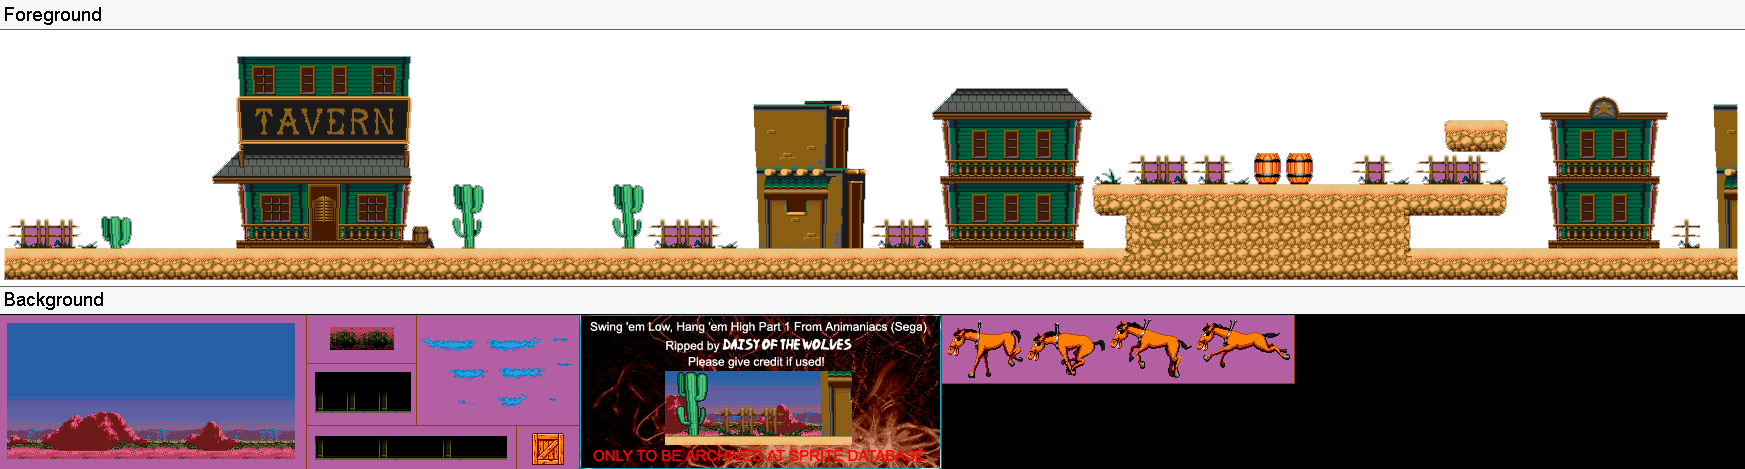 Foreground
TAVERN
Background
Swing 'em Low, Hang 'em High Part 1 From Animaniacs (Sega)
Ripped by DAISY OF THE WOLVES
Please give credit if used!
ONLY TO BE ARCHIVED AT SPRITE DATABASE